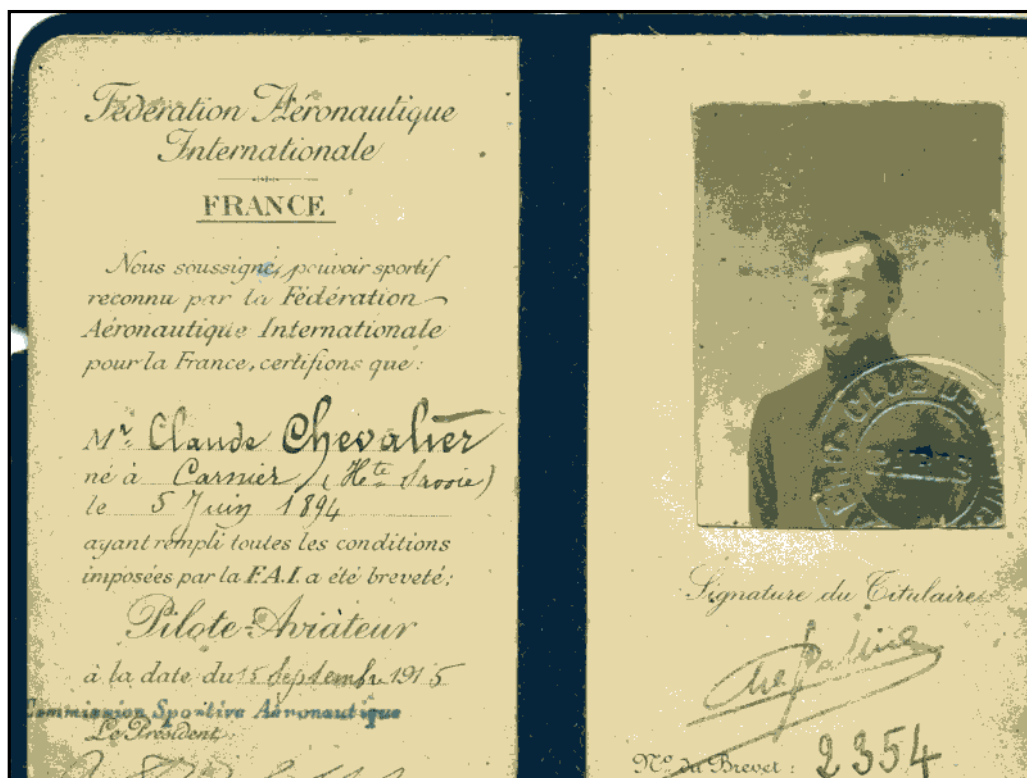 Fédération Aéronautique
Internationale
FRANCE
Nous soussigné, pouvoir sportif
reconnu par la Fédération
Aéronautique Internationale
pour la France, certifions que:
Mr. Claude Chevalier
né à Carnier (Hte Savoie)
le 5 Juin 1894
ayant rempli toutes les conditions
imposées par la F.A.I. a été breveté:
Pilote-Aviateur
à la date du 15 Septembre 1915
Commission Sportive Aéronautique
Le Président:
CLUB DE
Signature du Titulaire
No du Brevet: 2354